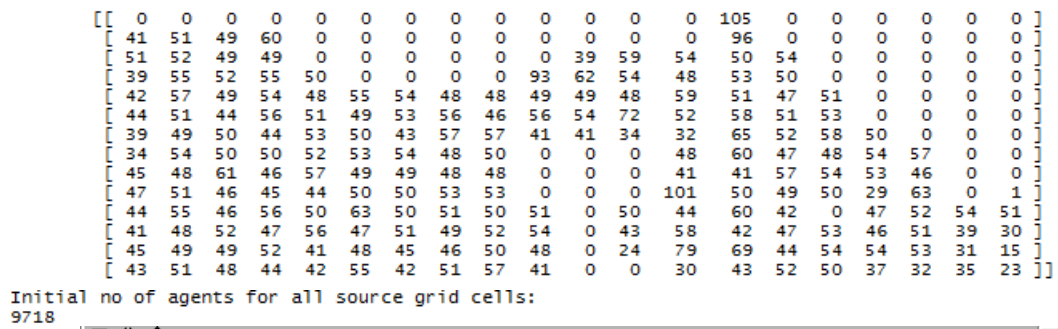 [[ 0 0 0 0 0 0 0 0 0 0 0 0 0 105 0 0 0 0 0 0 ]
[ 41 51 49 60 0 0 0 0 0 0 0 0 0 96 0 0 0 0 0 0 ]
[ 51 52 49 49 0 0 0 0 0 0 39 59 54 50 54 0 0 0 0 0 ]
[ 39 55 52 55 50 0 0 0 0 93 62 54 48 53 50 0 0 0 0 0 ]
[ 42 57 49 54 48 55 54 48 48 49 49 48 59 51 47 51 0 0 0 0 ]
[ 44 51 44 56 51 49 53 56 46 56 54 72 52 58 51 53 0 0 0 0 ]
[ 39 49 50 44 53 50 43 57 57 41 41 34 32 65 52 58 50 0 0 0 ]
[ 34 54 50 50 52 53 54 48 50 0 0 0 48 60 47 48 54 57 0 0 ]
[ 45 48 61 46 57 49 49 48 48 0 0 0 41 41 57 54 53 46 0 0 ]
[ 47 51 46 45 44 50 50 53 53 0 0 0 101 50 49 50 29 63 0 1 ]
[ 44 55 46 56 50 63 50 51 50 51 0 50 44 60 42 0 47 52 54 51 ]
[ 41 48 52 47 56 47 51 49 52 54 0 43 58 42 47 53 46 51 39 30 ]
[ 45 49 49 52 41 48 45 46 50 48 0 24 79 69 44 54 54 53 31 15 ]
[ 43 51 48 44 42 55 42 51 57 41 0 0 30 43 52 50 37 32 35 23 ]]
Initial no of agents for all source grid cells:
9718